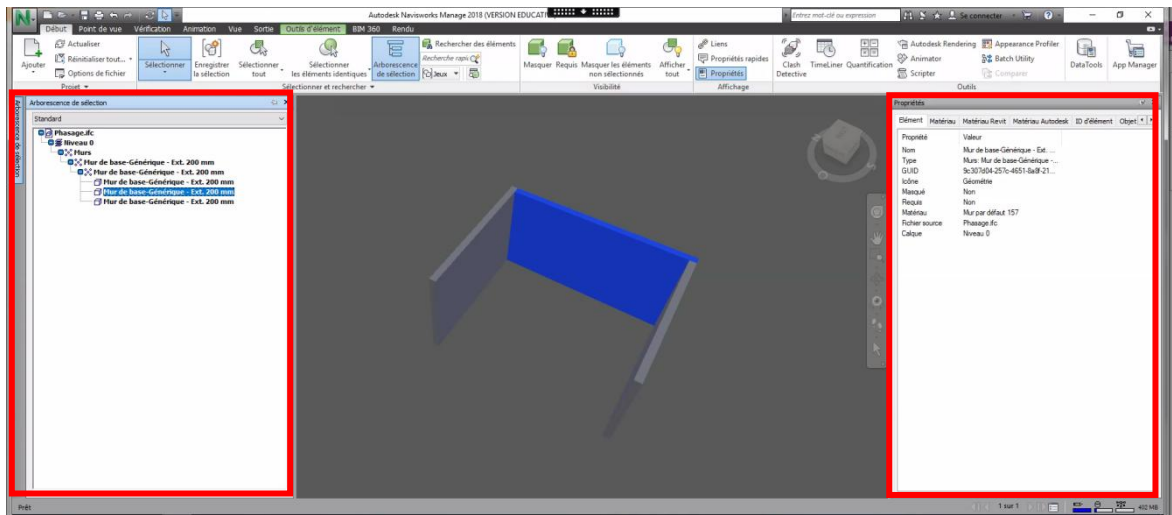 Autodesk Navisworks Manage 2018 (VERSION EDUCATI
Entrez mot-clé ou expression
Se connecter
Début Point de vue Vérification Animation Vue Sortie Outils d'élément BIM 360 Rendu
Ajouter
Actualiser
Réinitialiser tout...
Options de fichier
Projet
Sélectionner
Enregistrer la sélection
Sélectionner tout
Sélectionner les éléments identiques
Arborescence de sélection
Rechercher des éléments
Recherche rapi
Jeux
Sélectionner et rechercher
Masquer
Requis
Masquer les éléments non sélectionnés
Afficher tout
Visibilité
Liens
Propriétés rapides
Propriétés
Affichage
Clash Detective
TimeLiner
Quantification
Autodesk Rendering
Animator
Scripter
Appearance Profiler
Batch Utility
Comparer
Outils
DataTools
App Manager
Arborescence de sélection
Arborescence de sélection
Standard
Phasage.ifc
Niveau 0
Murs
Mur de base-Générique - Ext. 200 mm
Mur de base-Générique - Ext. 200 mm
Mur de base-Générique - Ext. 200 mm
Mur de base-Générique - Ext. 200 mm
Mur de base-Générique - Ext. 200 mm
Propriétés
Elément Matériau Matériau Revit Matériau Autodesk ID d'élément Objet
Propriété Valeur
Nom Mur de base-Générique - Ext. ...
Type Murs: Mur de base-Générique -...
GUID 9c307d04-257c-4651-8a8f-21...
Icône Géométrie
Masqué Non
Requis Non
Matériau Mur par défaut 157
Fichier source Phasage.ifc
Calque Niveau 0
Prêt
1 sur 1
402 MB